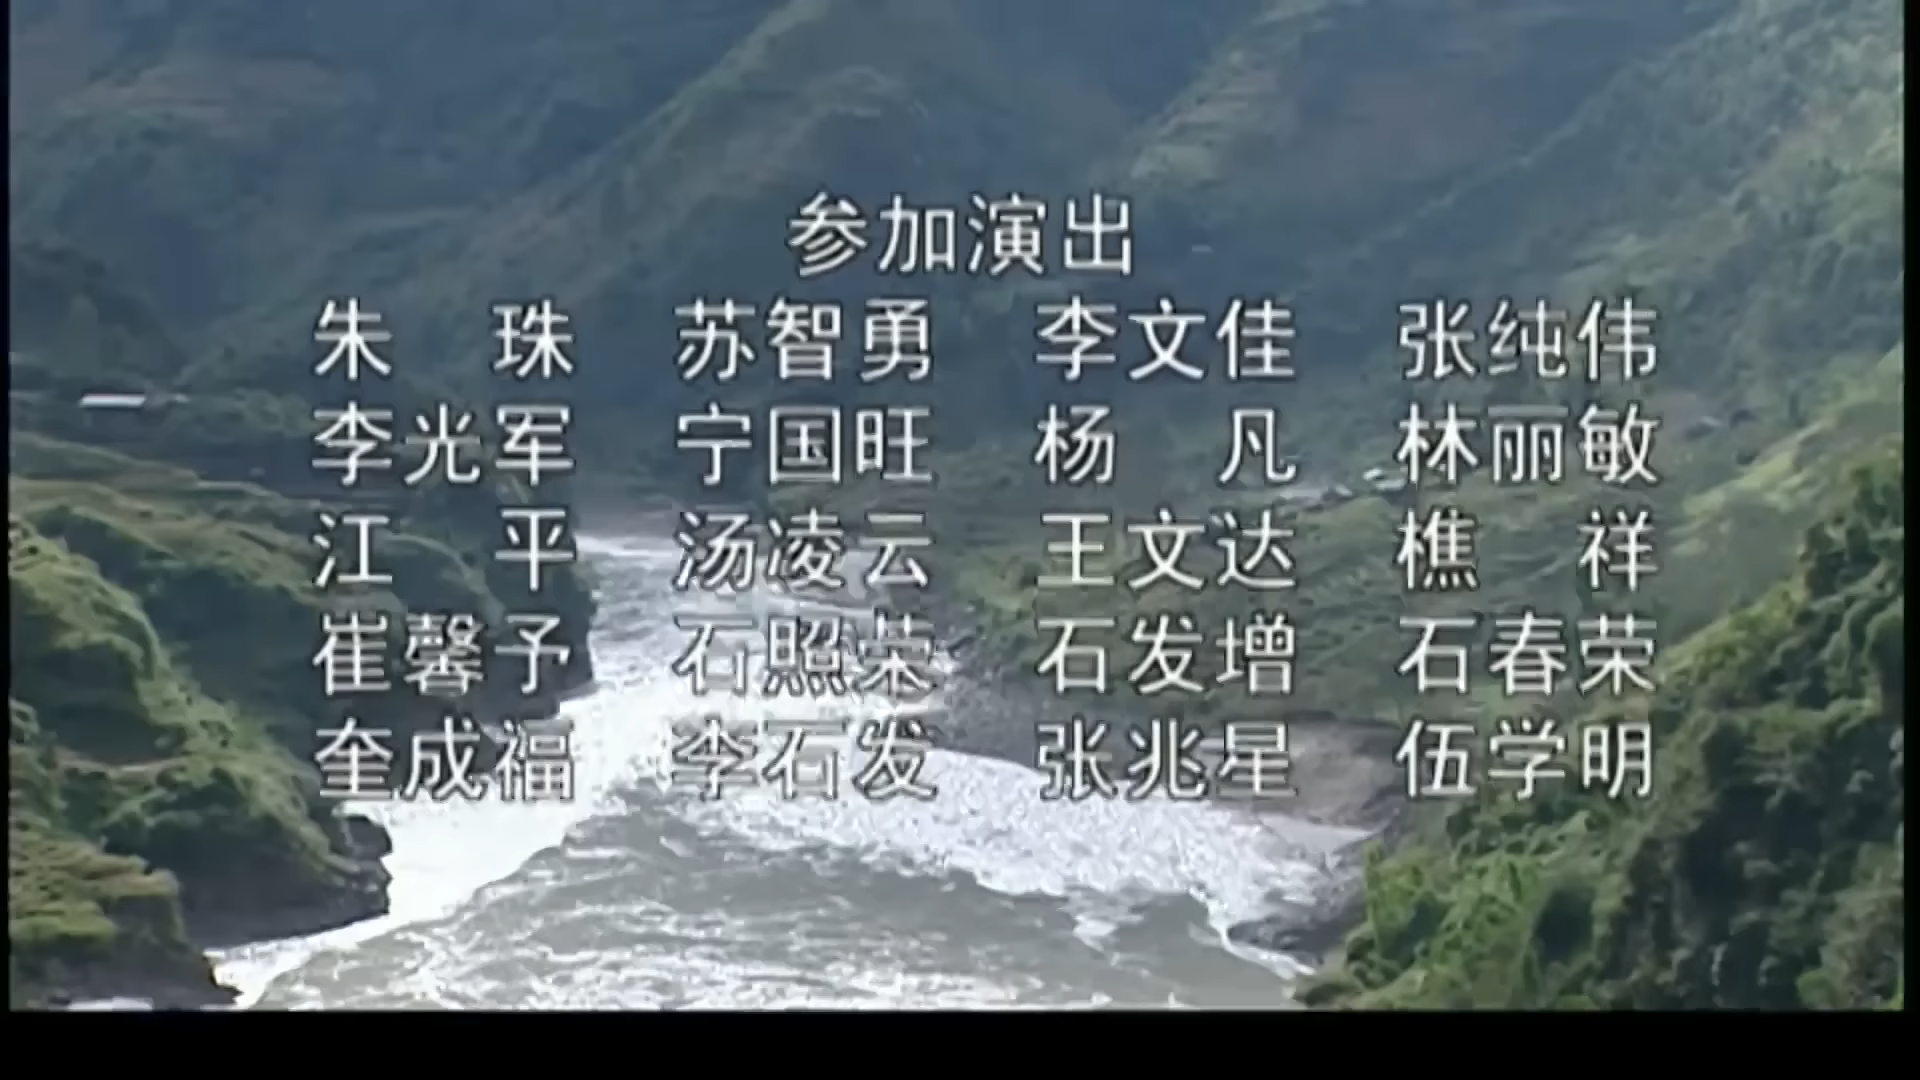 参加演出
朱　珠　苏智勇　李文佳　张纯伟
李光军　宁国旺　杨　凡　林丽敏
江　平　汤凌云　王文达　樵　祥
崔馨予　石照荣　石发增　石春荣
奎成福　李石发　张兆星　伍学明